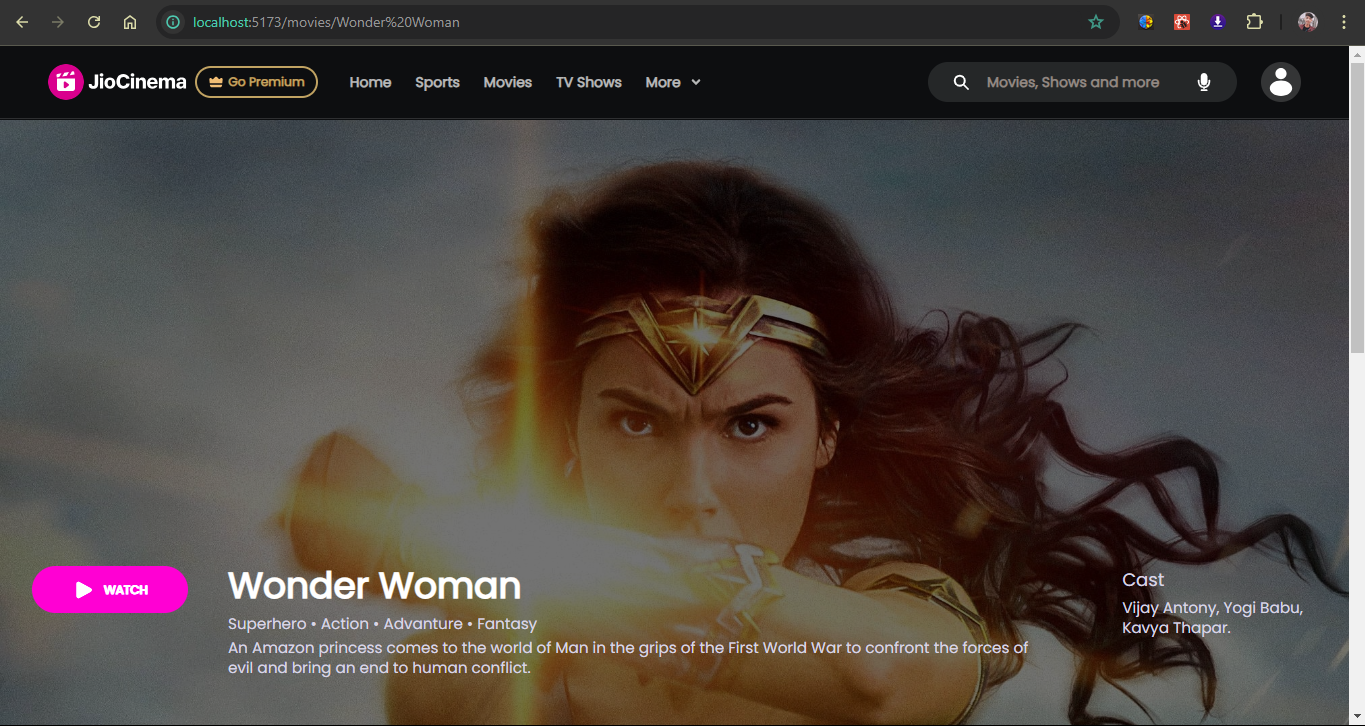 localhost:5173/movies/Wonder%20Woman
JioCinema Go Premium Home Sports Movies TV Shows More Movies, Shows and more
WATCH
Wonder Woman
Superhero • Action • Advanture • Fantasy
An Amazon princess comes to the world of Man in the grips of the First World War to confront the forces of
evil and bring an end to human conflict.
Cast
Vijay Antony, Yogi Babu,
Kavya Thapar.